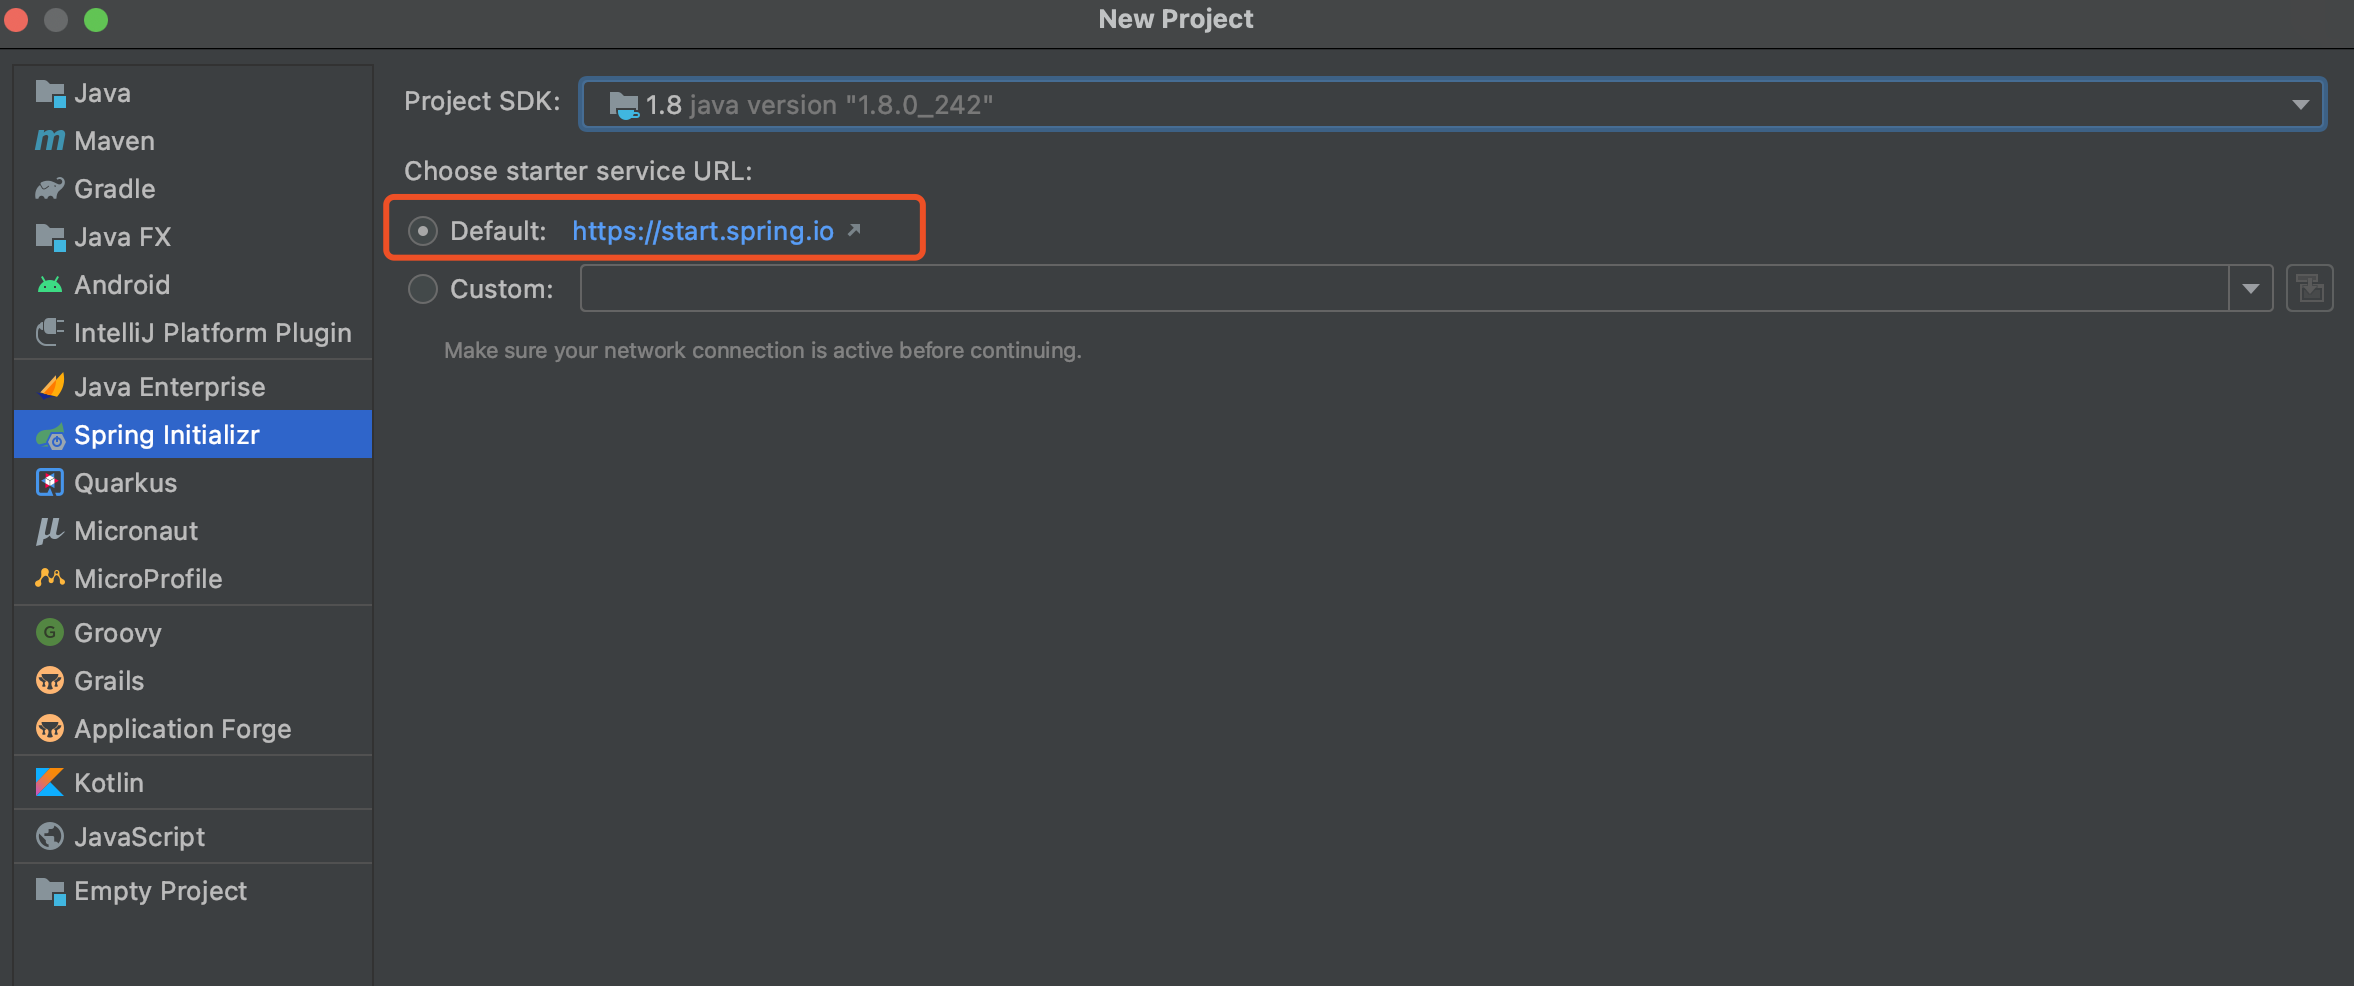 New Project
Java
Maven
Gradle
Java FX
Android
IntelliJ Platform Plugin
Java Enterprise
Spring Initializr
Quarkus
Micronaut
MicroProfile
Groovy
Grails
Application Forge
Kotlin
JavaScript
Empty Project
Project SDK: 1.8 java version "1.8.0_242"
Choose starter service URL:
Default: https://start.spring.io
Custom:
Make sure your network connection is active before continuing.